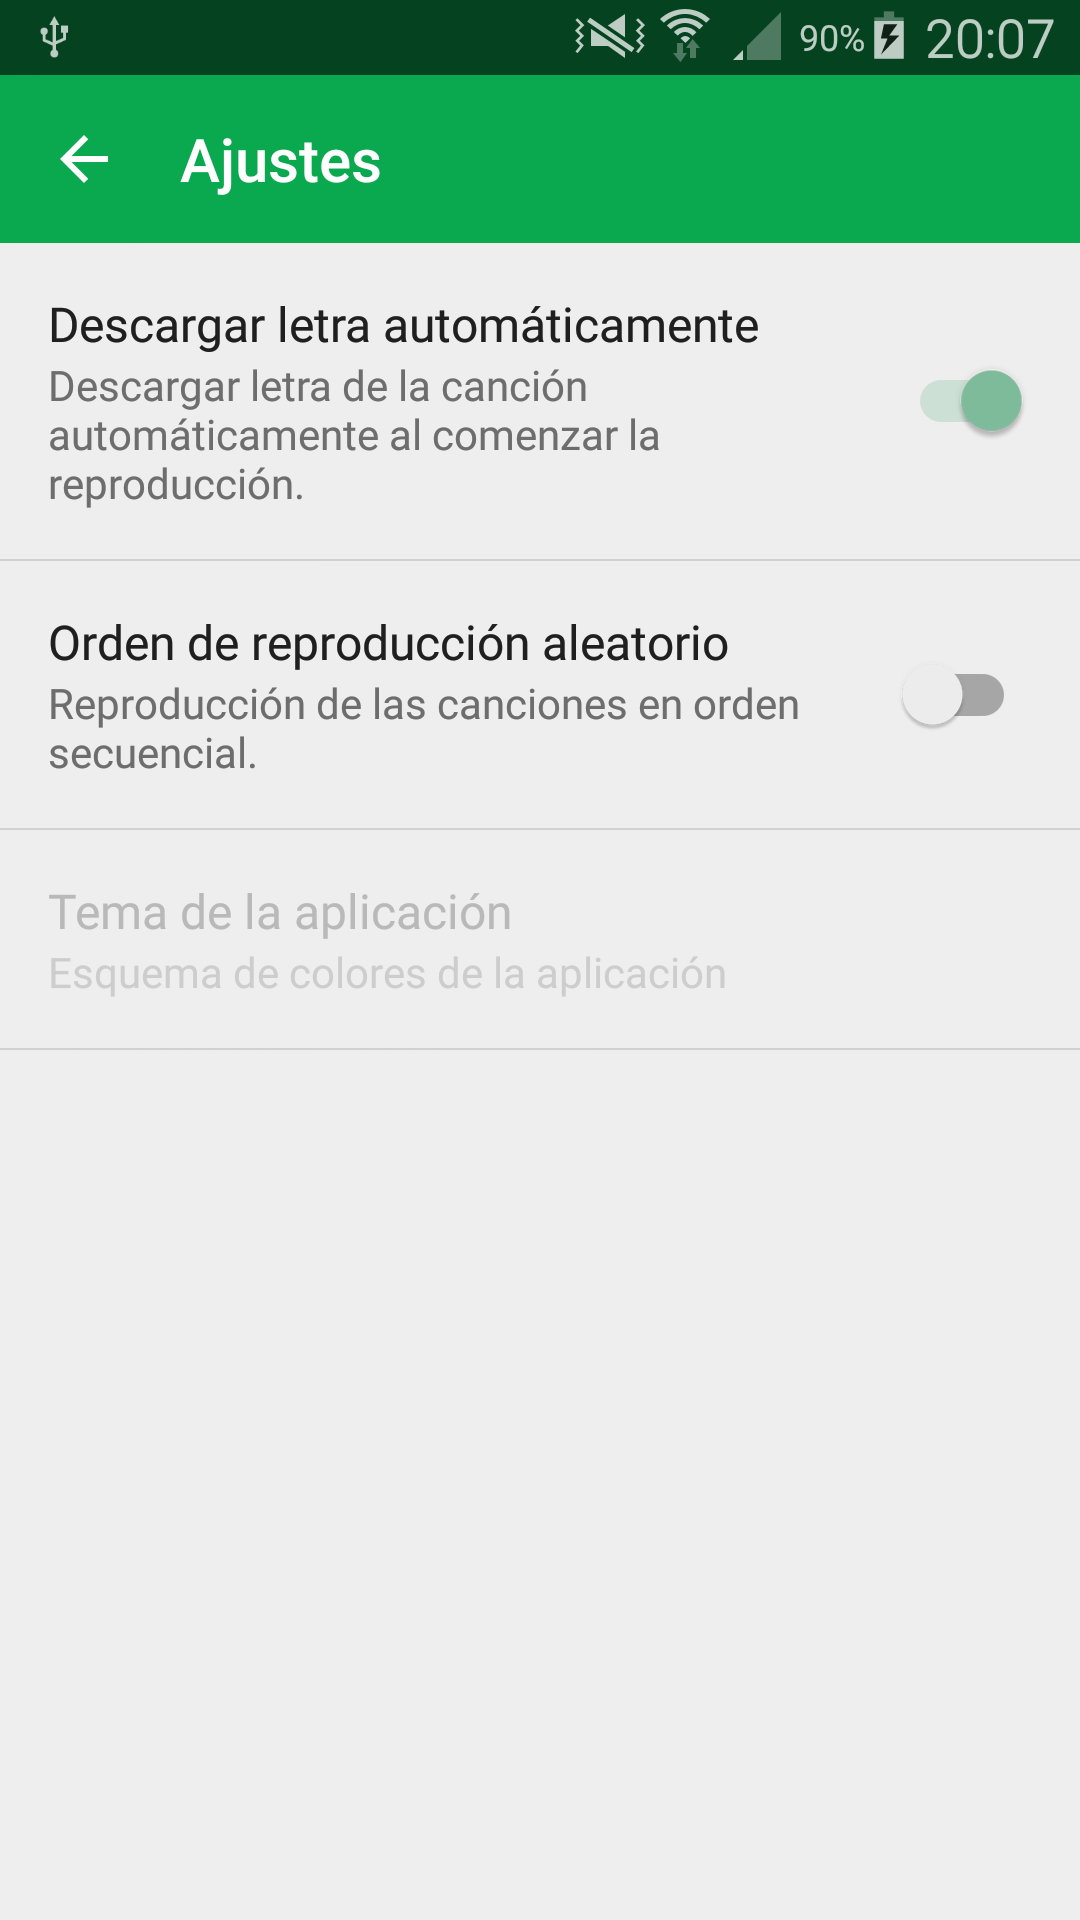 90% 20:07
Ajustes
Descargar letra automáticamente
Descargar letra de la canción
automáticamente al comenzar la
reproducción.
Orden de reproducción aleatorio
Reproducción de las canciones en orden
secuencial.
Tema de la aplicación
Esquema de colores de la aplicación